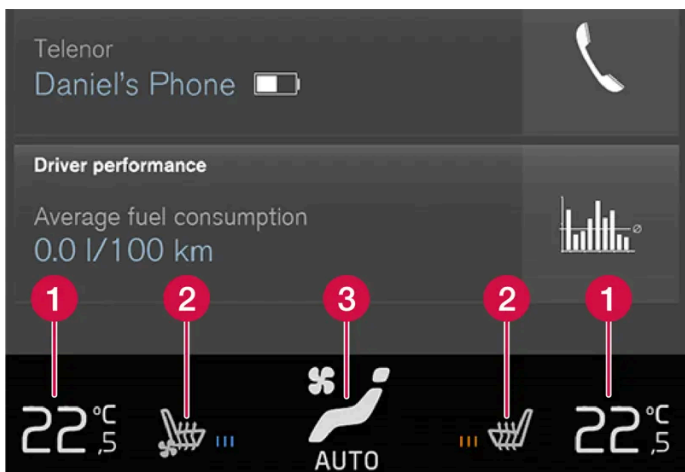 Telenor
Daniel's Phone
Driver performance
Average fuel consumption
0.0 l/100 km
1 2 3 2 1
22,5 °C 22,5 °C
AUTO